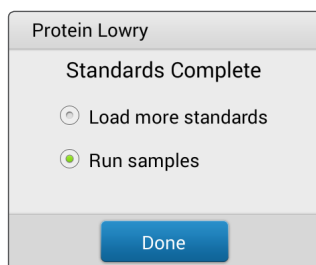 Protein Lowry
Standards Complete
Load more standards
Run samples
Done